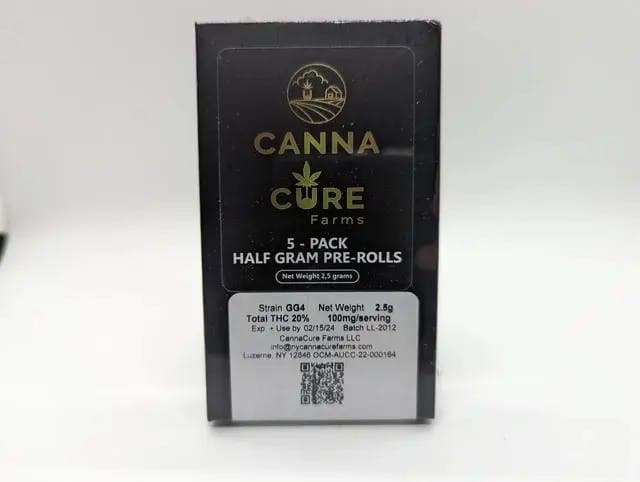 CANNA
CURE
Farms
5 - PACK
HALF GRAM PRE-ROLLS
Net Weight 2,5 grams
Strain GG4 Net Weight 2.5g
Total THC 20% 100mg/serving
Exp • Use by 02/15/24 Batch LL-2012
CannaCure Farms LLC
info@nycannacurefarms.com
Luzerne, NY 12846 OCM-AUCC-22-000164